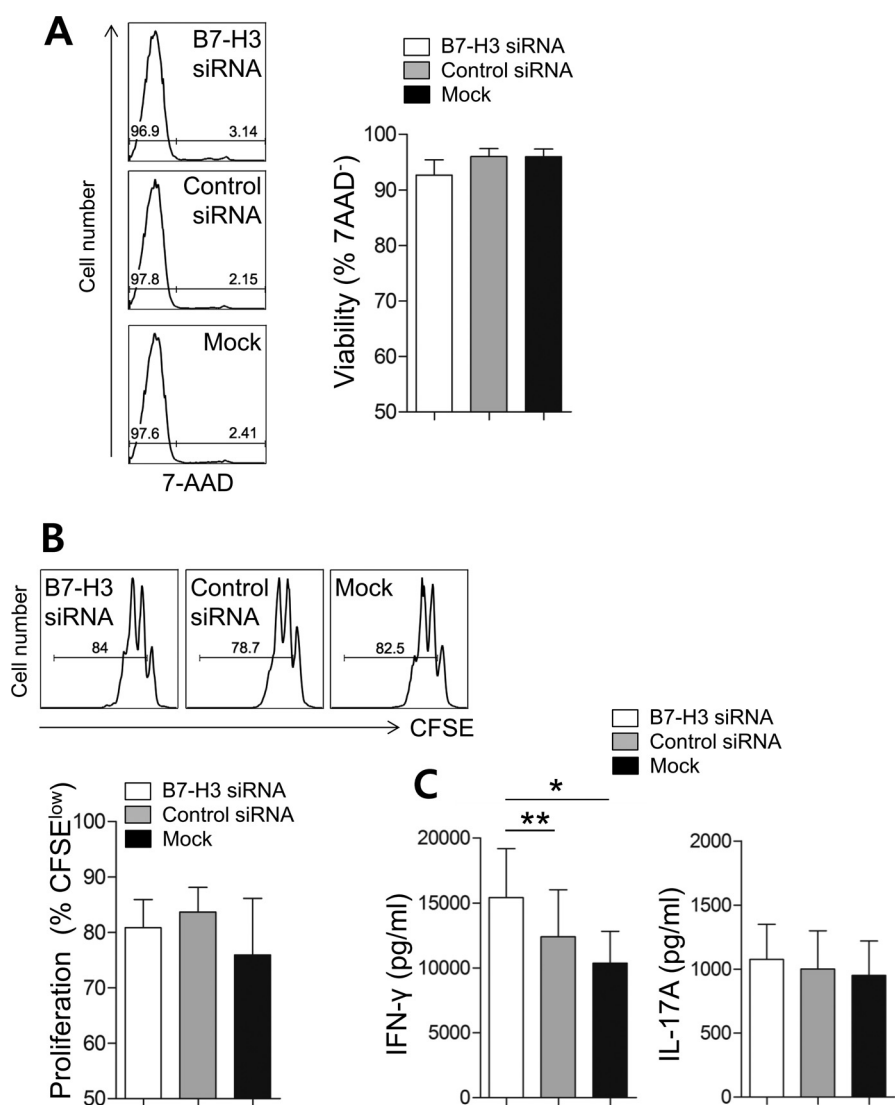 A
B7-H3
siRNA
96.9 3.14
Control
siRNA
97.8 2.15
Mock
97.6 2.41
Cell number
7-AAD
B7-H3 siRNA
Control siRNA
Mock
Viability (% 7AAD-)
100
90
80
70
60
50
B
B7-H3
siRNA
84
Control
siRNA
78.7
Mock
82.5
Cell number
CFSE
B7-H3 siRNA
Control siRNA
Mock
Proliferation (% CFSElow)
100
90
80
70
60
50
C
B7-H3 siRNA
Control siRNA
Mock
*
**
IFN-γ (pg/ml)
20000
15000
10000
5000
0
IL-17A (pg/ml)
2000
1500
1000
500
0